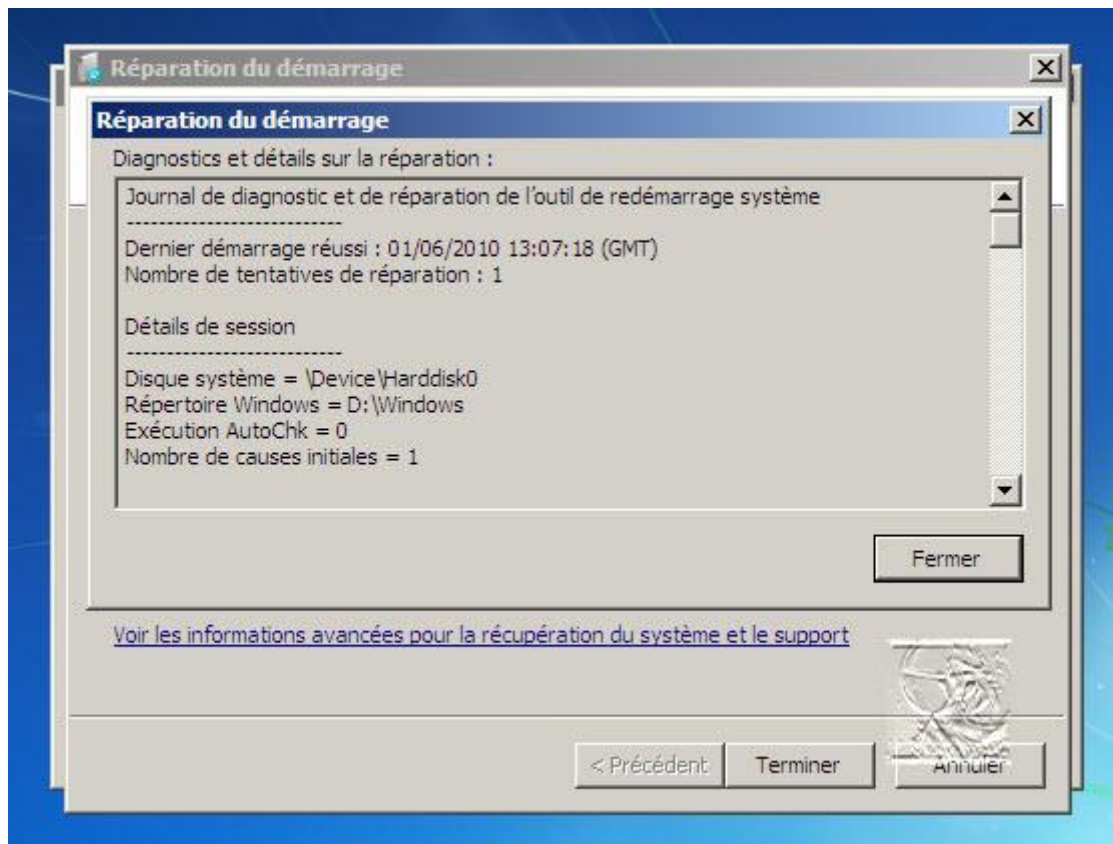 Réparation du démarrage
Réparation du démarrage
Diagnostics et détails sur la réparation :
Journal de diagnostic et de réparation de l'outil de redémarrage système
---------------------------
Dernier démarrage réussi : 01/06/2010 13:07:18 (GMT)
Nombre de tentatives de réparation : 1
Détails de session
---------------------------
Disque système = \Device\Harddisk0
Répertoire Windows = D:\Windows
Exécution AutoChk = 0
Nombre de causes initiales = 1
Fermer
Voir les informations avancées pour la récupération du système et le support
< Précédent
Terminer
Annuler